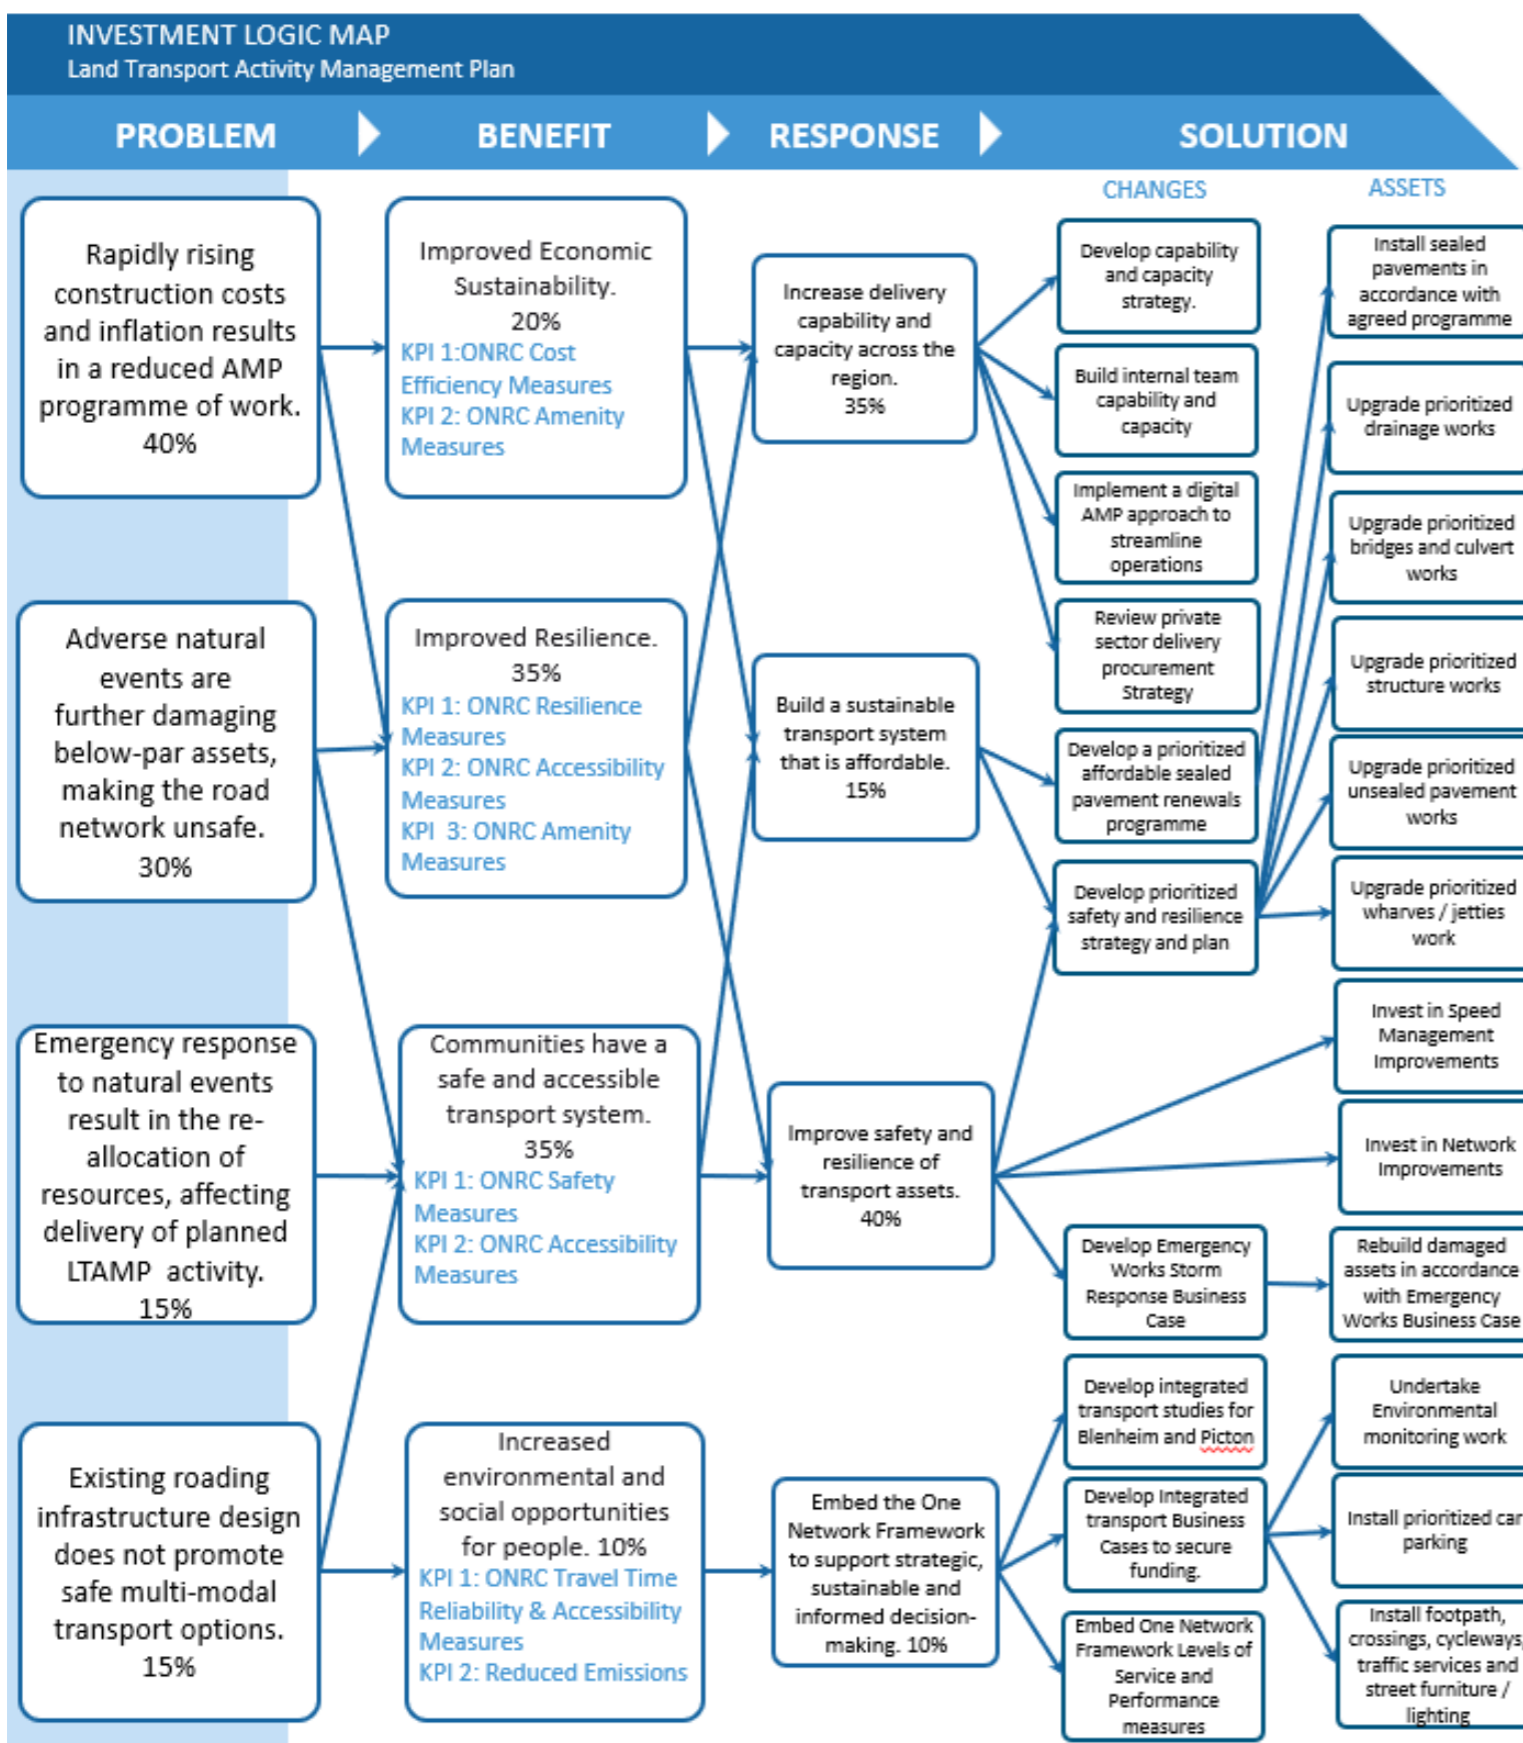 INVESTMENT LOGIC MAP
Land Transport Activity Management Plan
PROBLEM
BENEFIT
RESPONSE
SOLUTION
CHANGES
ASSETS
Rapidly rising
construction costs
and inflation results
in a reduced AMP
programme of work.
40%
Adverse natural
events are
further damaging
below-par assets,
making the road
network unsafe.
30%
Emergency response
to natural events
result in the re-
allocation of
resources, affecting
delivery of planned
LTAMP activity.
15%
Existing roading
infrastructure design
does not promote
safe multi-modal
transport options.
15%
Improved Economic
Sustainability.
20%
KPI 1:ONRC Cost
Efficiency Measures
KPI 2: ONRC Amenity
Measures
Improved Resilience.
35%
KPI 1: ONRC Resilience
Measures
KPI 2: ONRC Accessibility
Measures
KPI 3: ONRC Amenity
Measures
Communities have a
safe and accessible
transport system.
35%
KPI 1: ONRC Safety
Measures
KPI 2: ONRC Accessibility
Measures
Increased
environmental and
social opportunities
for people. 10%
KPI 1: ONRC Travel Time
Reliability & Accessibility
Measures
KPI 2: Reduced Emissions
Increase delivery
capability and
capacity across the
region.
35%
Build a sustainable
transport system
that is affordable.
15%
Improve safety and
resilience of
transport assets.
40%
Embed the One
Network Framework
to support strategic,
sustainable and
informed decision-
making. 10%
Develop capability
and capacity
strategy.
Build internal team
capability and
capacity
Implement a digital
AMP approach to
streamline
operations
Review private
sector delivery
procurement
Strategy
Develop a prioritized
affordable sealed
pavement renewals
programme
Develop prioritized
safety and resilience
strategy and plan
Develop Emergency
Works Storm
Response Business
Case
Develop integrated
transport studies for
Blenheim and Picton
Develop Integrated
transport Business
Cases to secure
funding.
Embed One Network
Framework Levels of
Service and
Performance
measures
Install sealed
pavements in
accordance with
agreed programme
Upgrade prioritized
drainage works
Upgrade prioritized
bridges and culvert
works
Upgrade prioritized
structure works
Upgrade prioritized
unsealed pavement
works
Upgrade prioritized
wharves / jetties
work
Invest in Speed
Management
Improvements
Invest in Network
Improvements
Rebuild damaged
assets in accordance
with Emergency
Works Business Case
Undertake
Environmental
monitoring work
Install prioritized car
parking
Install footpath,
crossings, cycleways,
traffic services and
street furniture /
lighting